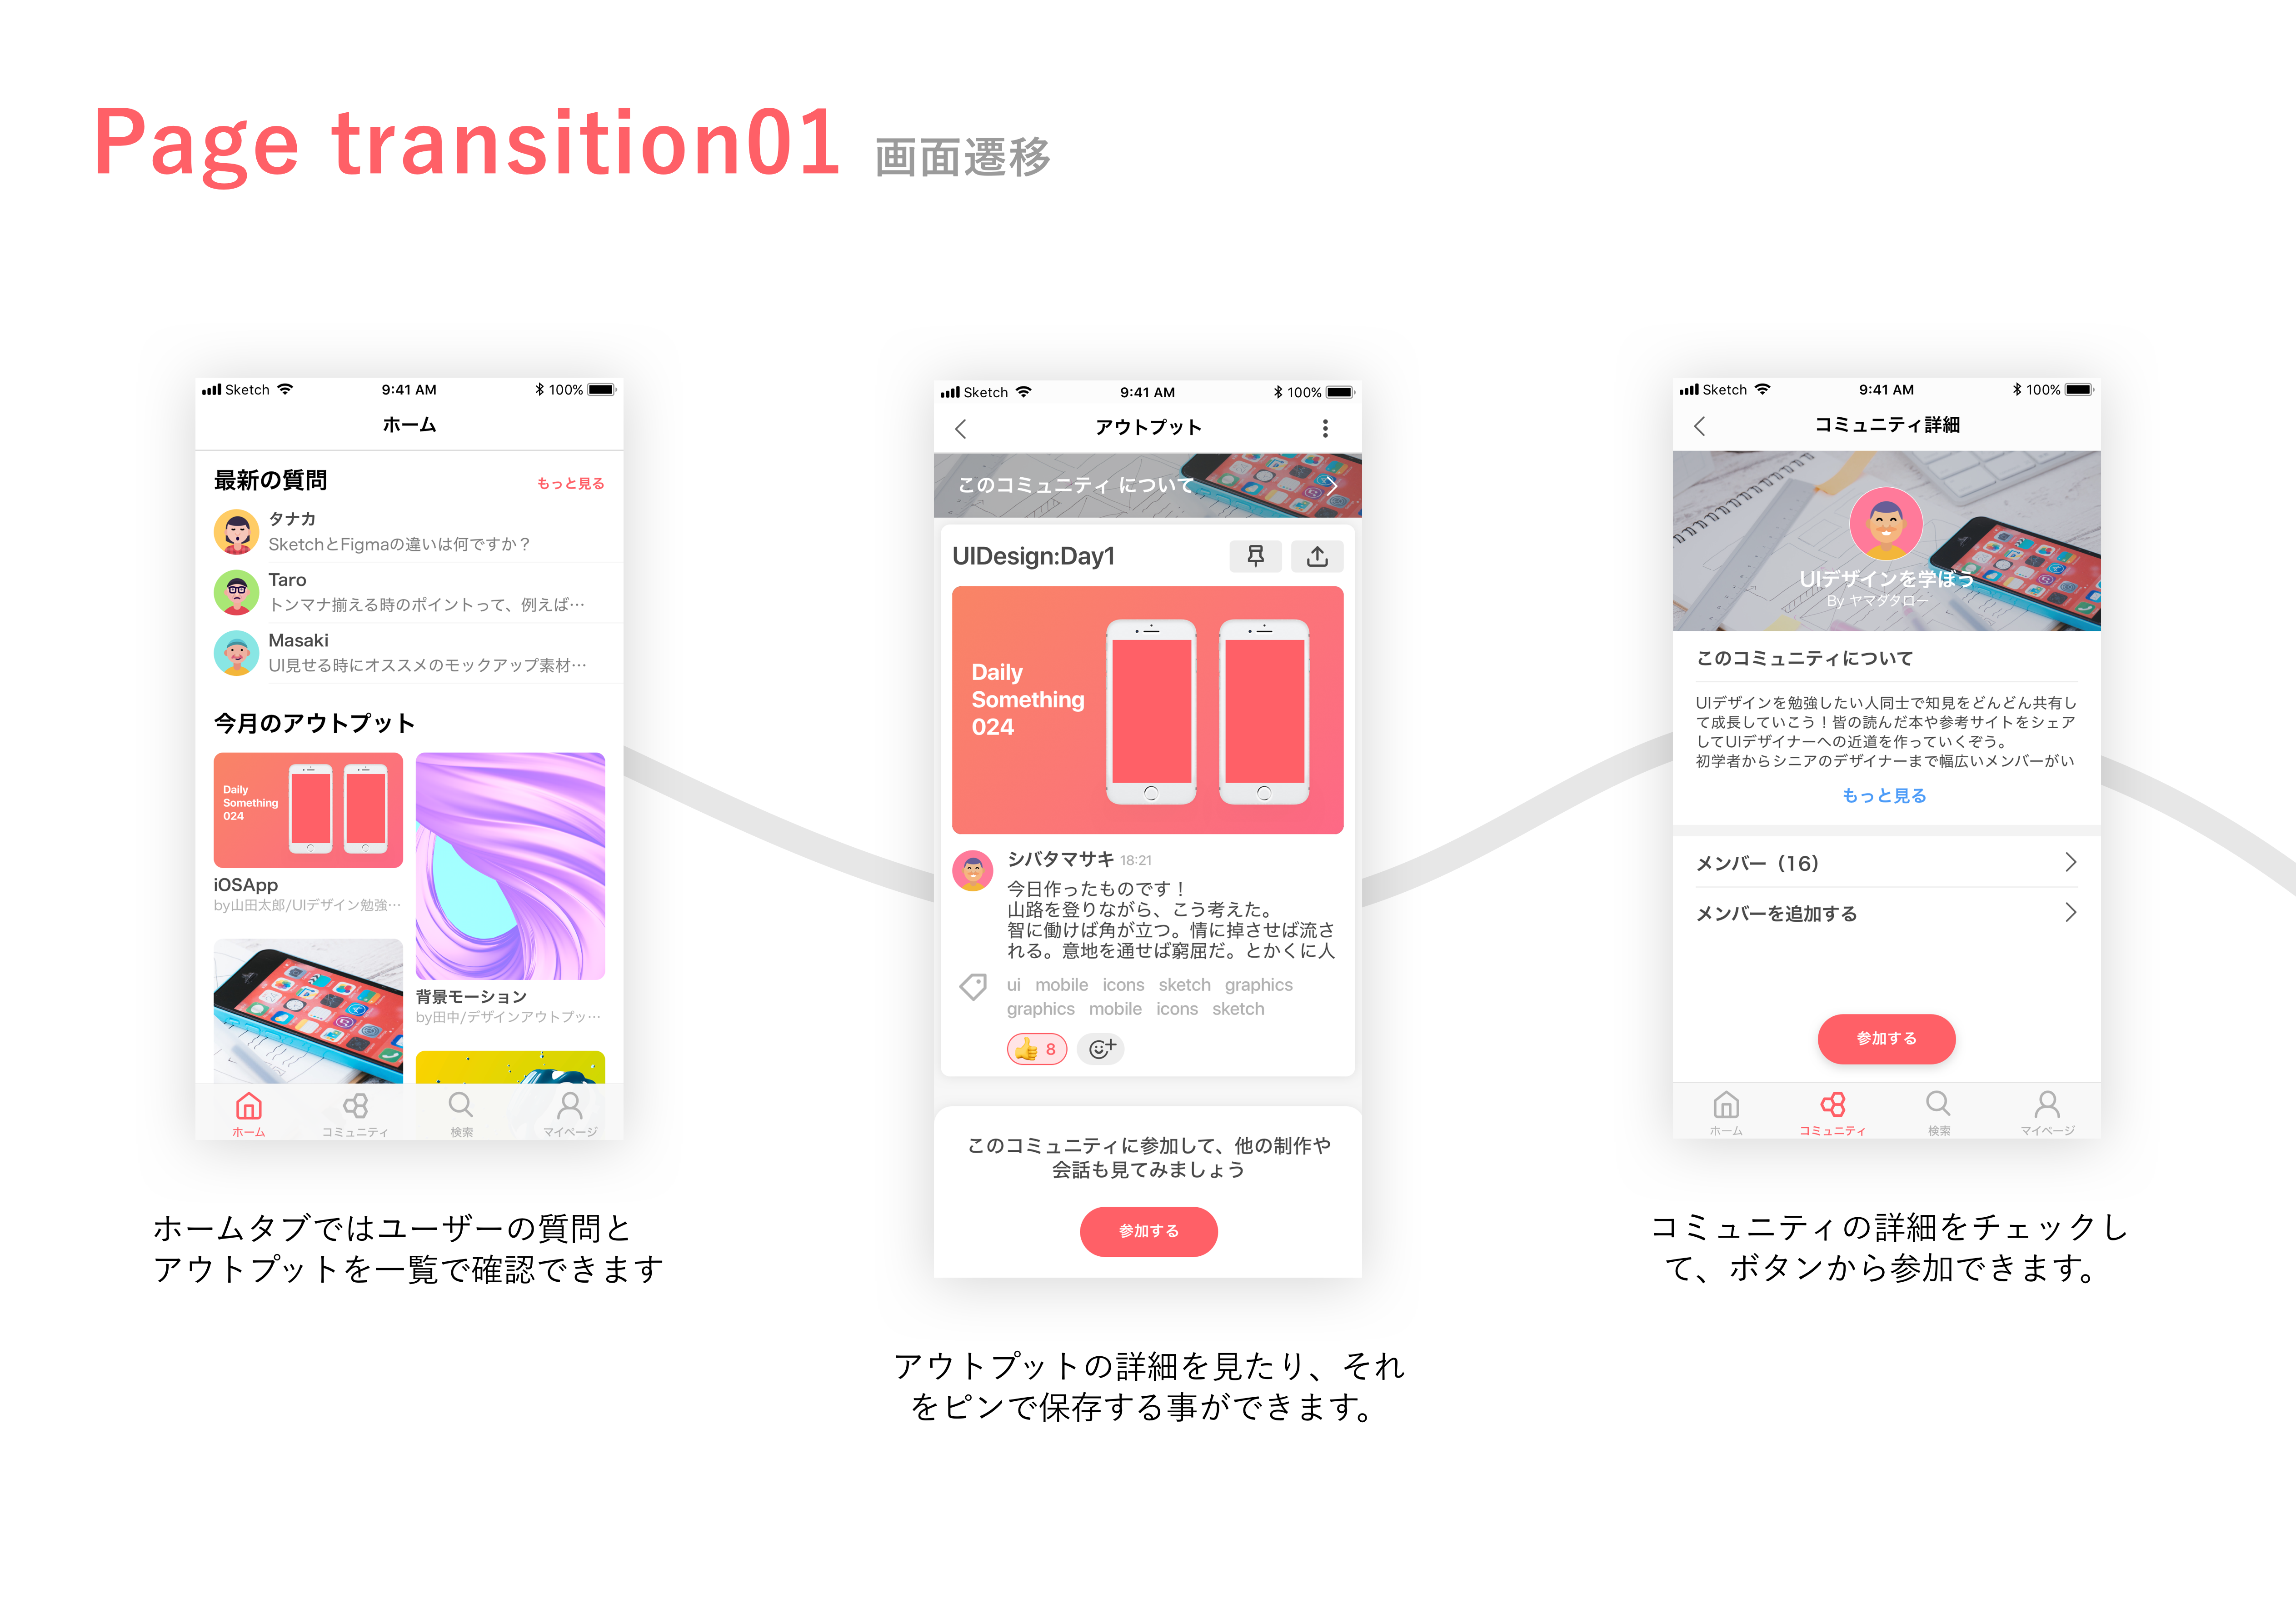 Page transition01 画面遷移
Sketch 9:41 AM 100%
ホーム
最新の質問 もっと見る
タナカ
SketchとFigmaの違いは何ですか？
Taro
トンマナ揃える時のポイントって、例えば…
Masaki
UI見せる時にオススメのモックアップ素材…
今月のアウトプット
Daily
Something
024
iOSApp
by山田太郎/UIデザイン勉強…
背景モーション
by田中/デザインアウトプッ…
ホーム コミュニティ 検索 マイページ
ホームタブではユーザーの質問と
アウトプットを一覧で確認できます
Sketch 9:41 AM 100%
アウトプット
このコミュニティ について
UIDesign:Day1
Daily
Something
024
シバタマサキ 18:21
今日作ったものです！
山路を登りながら、こう考えた。
智に働けば角が立つ。情に掉させば流さ
れる。意地を通せば窮屈だ。とかくに人
ui mobile icons sketch graphics
graphics mobile icons sketch
8
このコミュニティに参加して、他の制作や
会話も見てみましょう
参加する
アウトプットの詳細を見たり、それ
をピンで保存する事ができます。
Sketch 9:41 AM 100%
コミュニティ詳細
UIデザインを学ぼう
By ヤマダタロー
このコミュニティについて
UIデザインを勉強したい人同士で知見をどんどん共有し
て成長していこう！皆の読んだ本や参考サイトをシェア
してUIデザイナーへの近道を作っていくぞう。
初学者からシニアのデザイナーまで幅広いメンバーがい
もっと見る
メンバー（16）
メンバーを追加する
参加する
ホーム コミュニティ 検索 マイページ
コミュニティの詳細をチェックし
て、ボタンから参加できます。